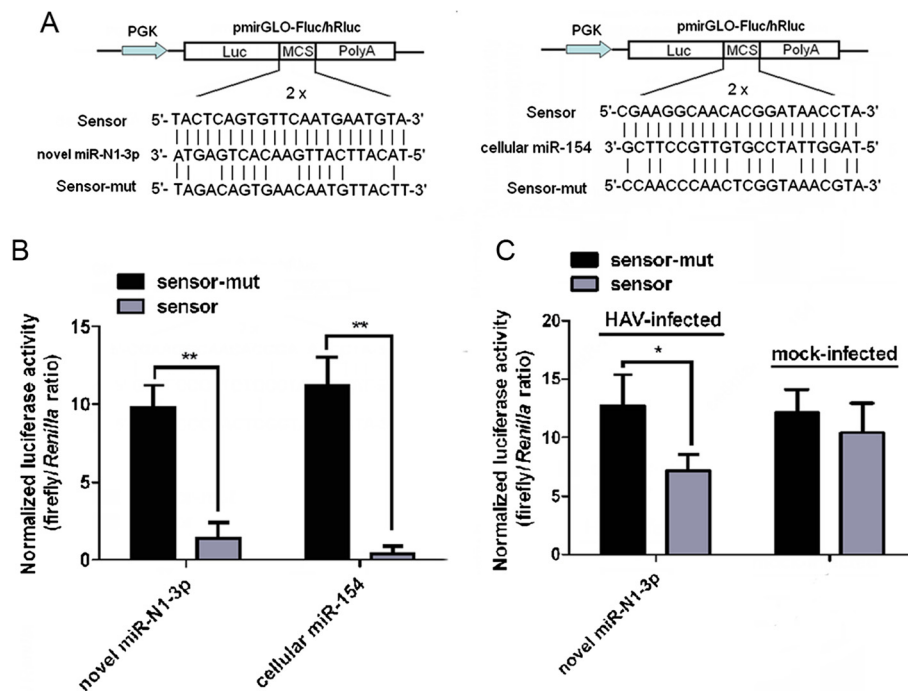 A
PGK
pmirGLO-Fluc/hRluc
Luc MCS PolyA
2 x
Sensor 5'- TACTCAGTGTTCAATGAATGTA-3'
novel miR-N1-3p 3'- ATGAGTCACAAGTTACTTACAT-5'
Sensor-mut 5'- TAGACAGTGAACAATGTTACTT-3'
PGK
pmirGLO-Fluc/hRluc
Luc MCS PolyA
2 x
Sensor 5'-CGAAGGCAACACGGATAACCTA-3'
cellular miR-154 3'-GCTTCCGTTGTGCCTATTGGAT-5'
Sensor-mut 5'-CCAACCCAACTCGGTAAACGTA-3'
B
sensor-mut
sensor
Normalized luciferase activity
(firefly/Renilla ratio)
15
10
5
0
**
**
novel miR-N1-3p
cellular miR-154
C
sensor-mut
sensor
Normalized luciferase activity
(firefly/Renilla ratio)
20
15
10
5
0
HAV-infected
*
mock-infected
novel miR-N1-3p